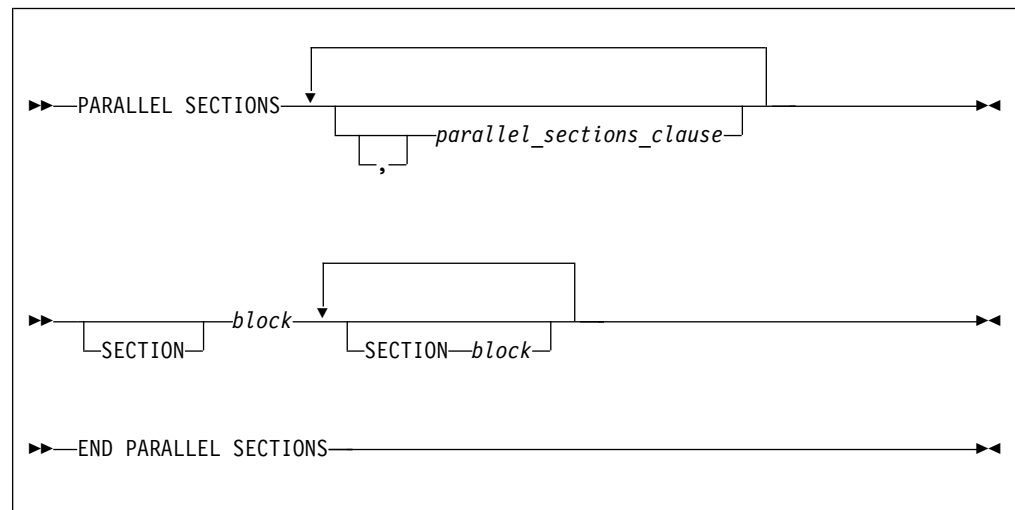 PARALLEL SECTIONS
parallel_sections_clause
,
block
SECTION SECTION block
END PARALLEL SECTIONS